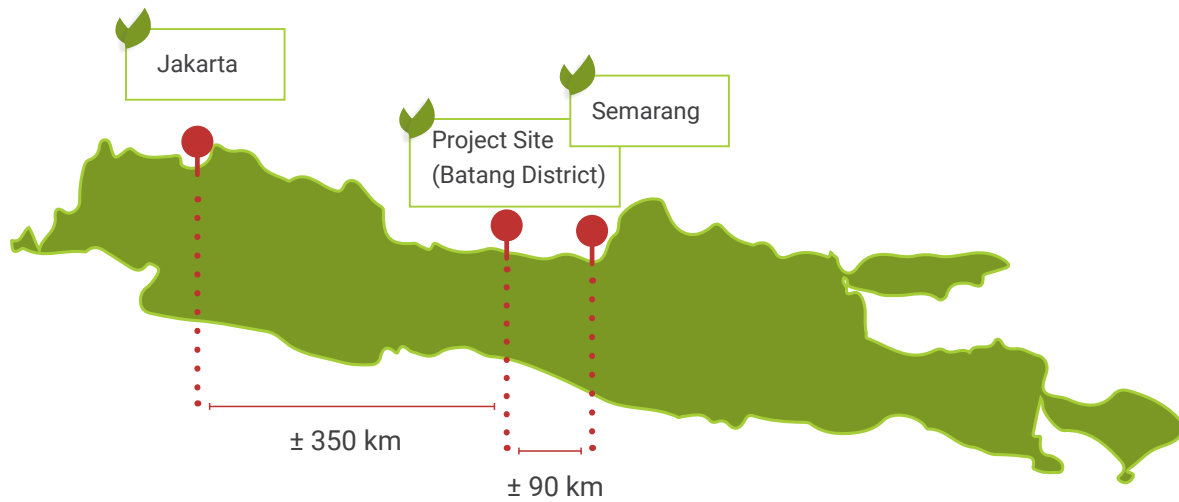 Jakarta
Semarang
Project Site
(Batang District)
± 350 km
± 90 km